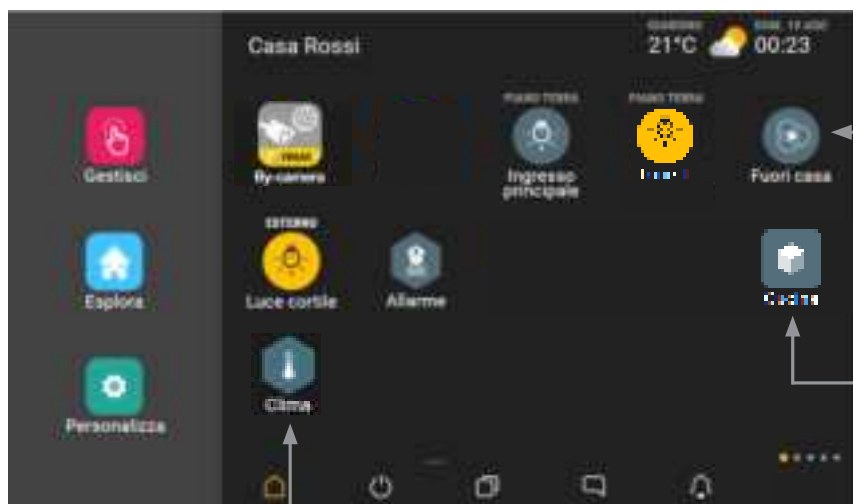 Casa Rossi
21°C
00:23
PIANO TERRA
PIANO TERRA
Gestisci
By-camera
Ingresso
principale
Fuori casa
ESTERNO
Esplora
Luce cortile
Allarme
Cucina
Clima
Personalizza